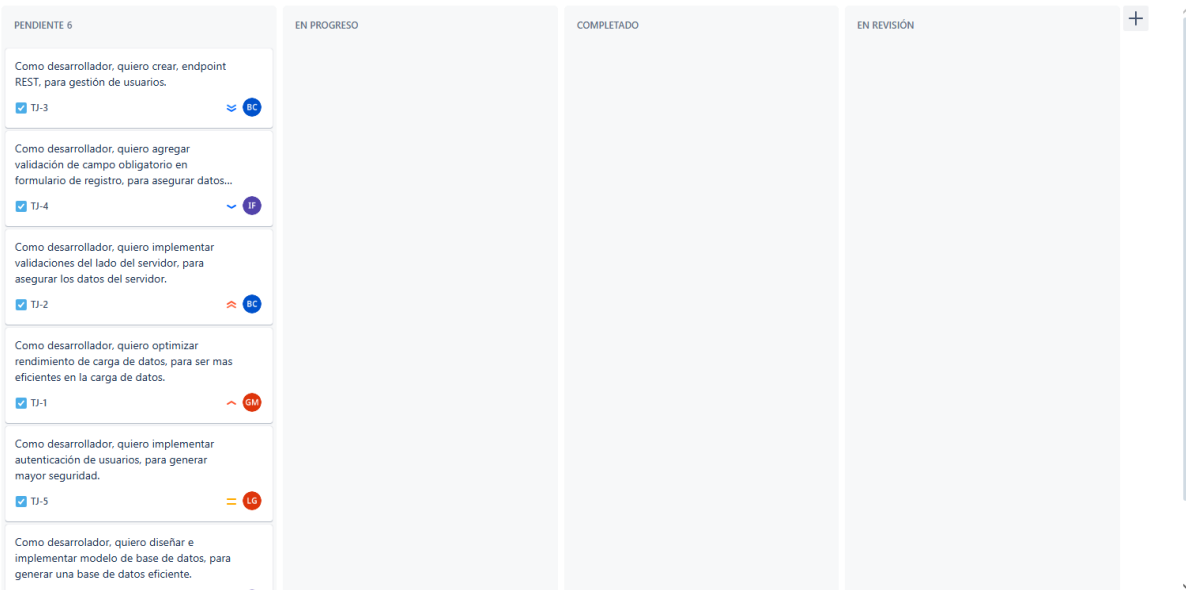 PENDIENTE 6
Como desarrollador, quiero crear, endpoint
REST, para gestión de usuarios.
TJ-3
BC
Como desarrollador, quiero agregar
validación de campo obligatorio en
formulario de registro, para asegurar datos...
TJ-4
IF
Como desarrollador, quiero implementar
validaciones del lado del servidor, para
asegurar los datos del servidor.
TJ-2
BC
Como desarrollador, quiero optimizar
rendimiento de carga de datos, para ser mas
eficientes en la carga de datos.
TJ-1
GM
Como desarrollador, quiero implementar
autenticación de usuarios, para generar
mayor seguridad.
TJ-5
LG
Como desarrolador, quiero diseñar e
implementar modelo de base de datos, para
generar una base de datos eficiente.
EN PROGRESO
COMPLETADO
EN REVISIÓN